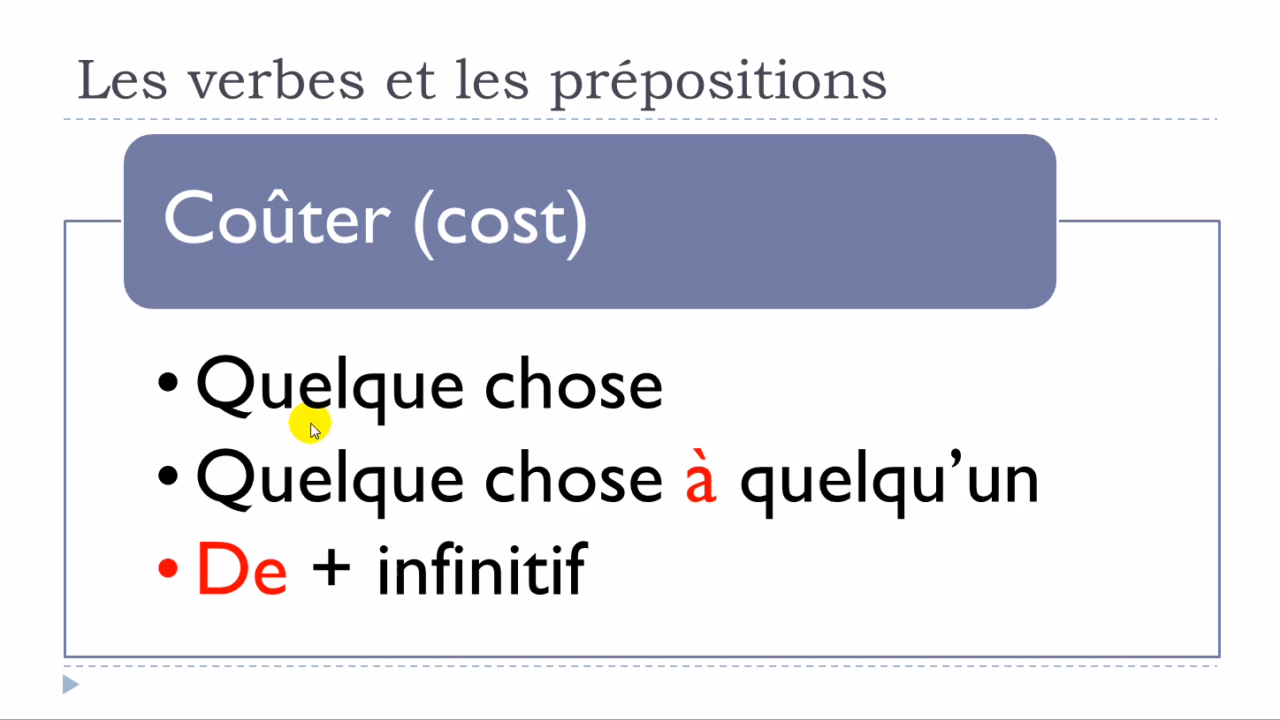 Les verbes et les prépositions
Coûter (cost)
• Quelque chose
• Quelque chose à quelqu’un
• De + infinitif